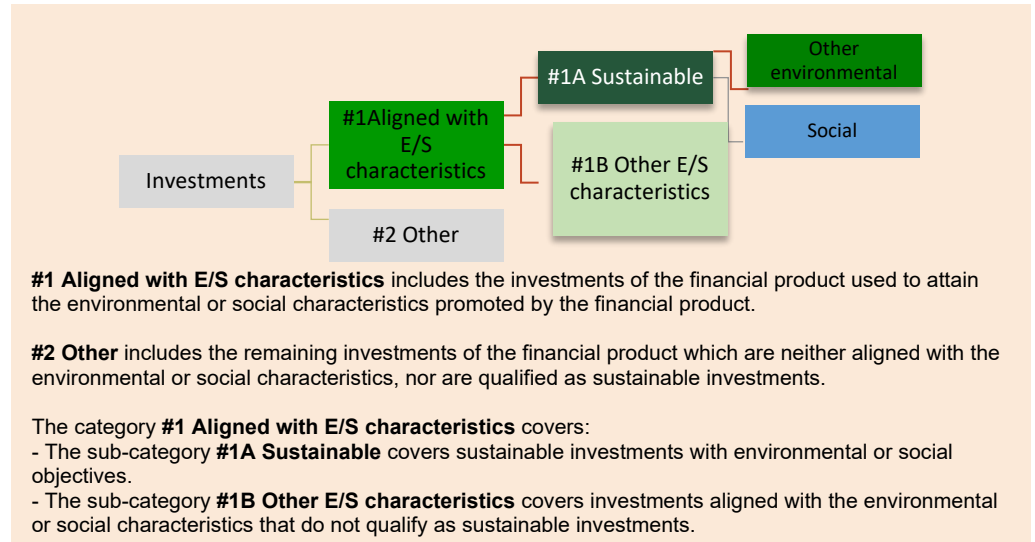 Investments
#1Aligned with
E/S
characteristics
#2 Other
#1A Sustainable
#1B Other E/S
characteristics
Other
environmental
Social
#1 Aligned with E/S characteristics includes the investments of the financial product used to attain
the environmental or social characteristics promoted by the financial product.
#2 Other includes the remaining investments of the financial product which are neither aligned with the
environmental or social characteristics, nor are qualified as sustainable investments.
The category #1 Aligned with E/S characteristics covers:
- The sub-category #1A Sustainable covers sustainable investments with environmental or social
objectives.
- The sub-category #1B Other E/S characteristics covers investments aligned with the environmental
or social characteristics that do not qualify as sustainable investments.